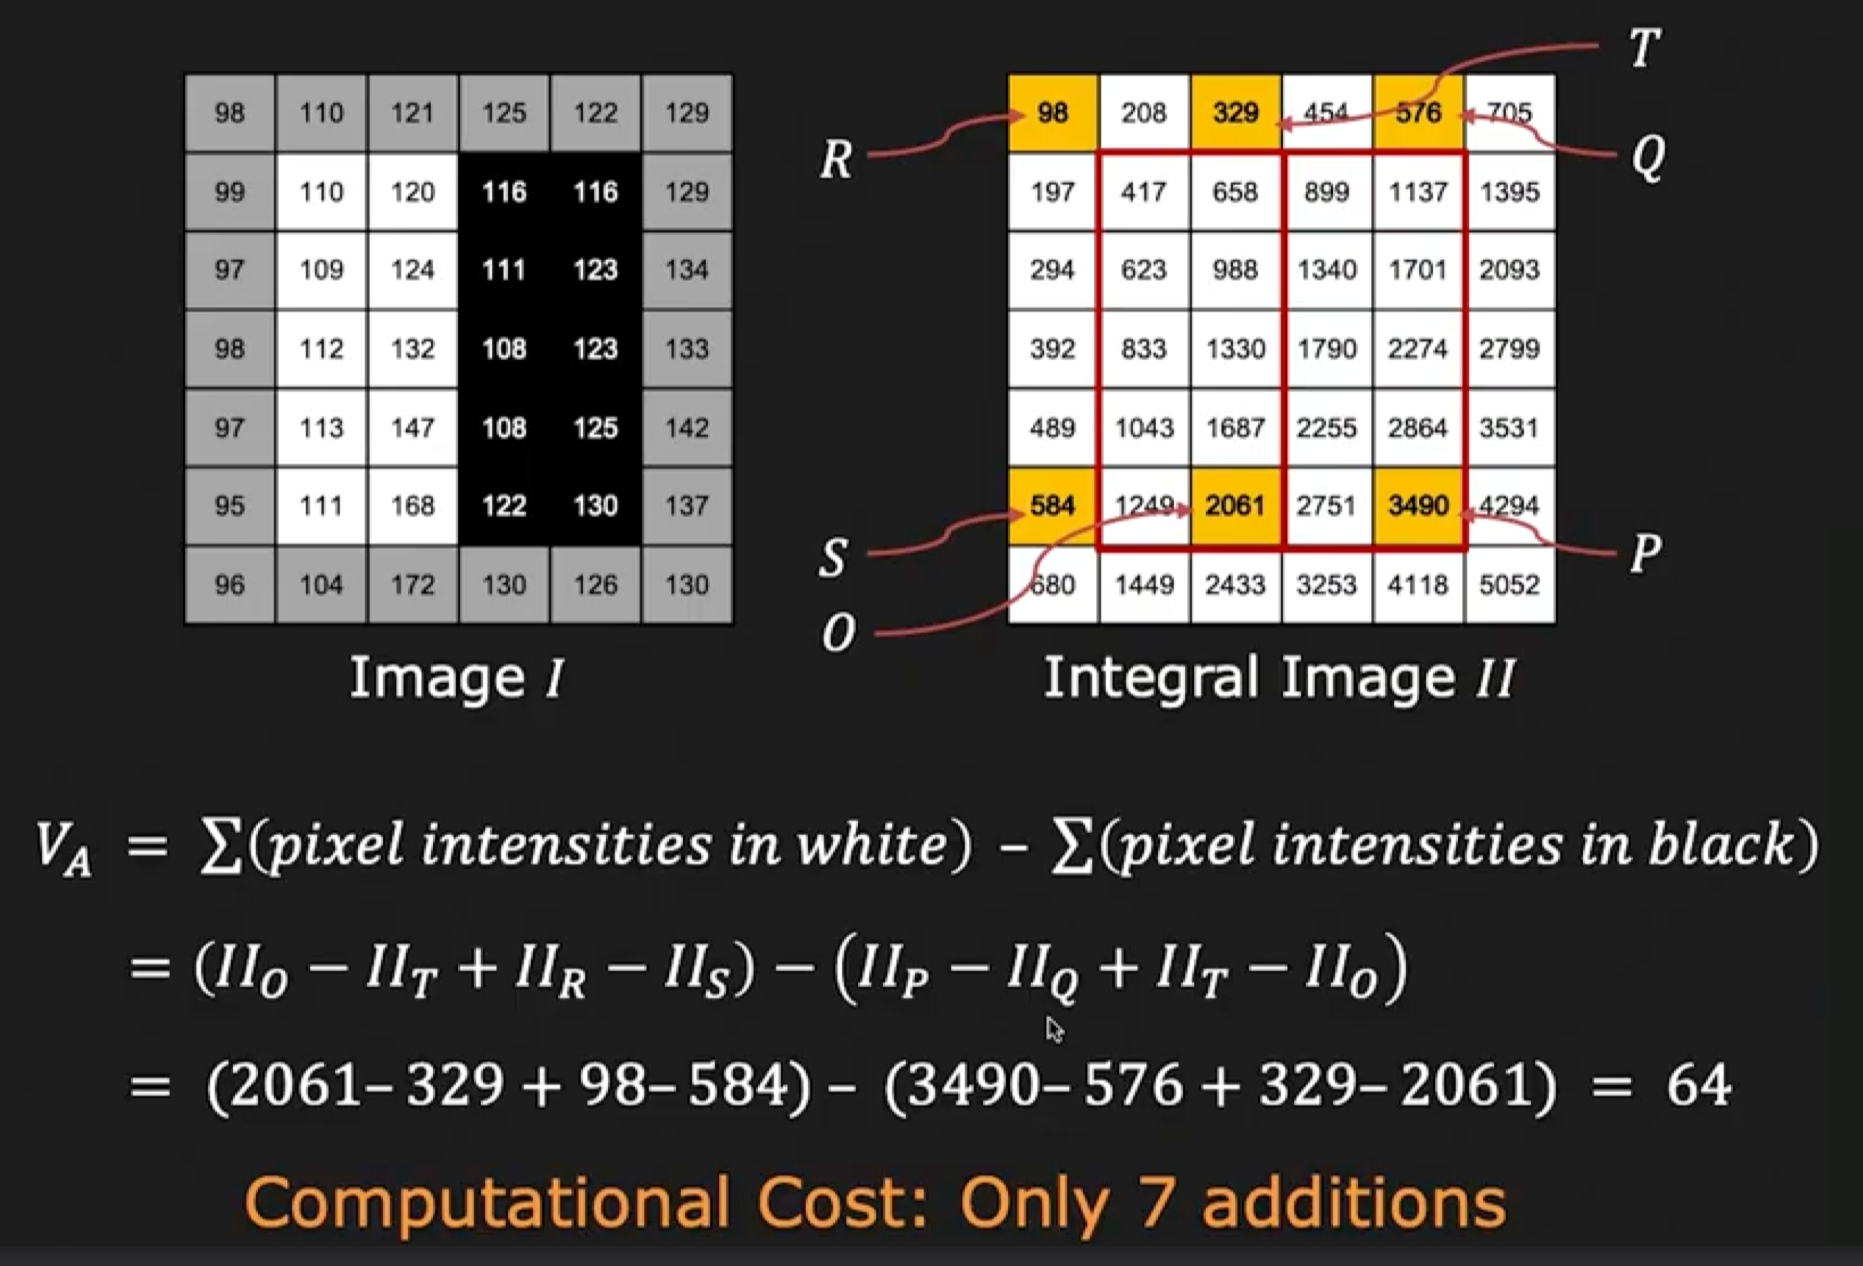 T
98 110 121 125 122 129
98 208 329 454 576 705
R
Q
99 110 120 116 116 129
197 417 658 899 1137 1395
97 109 124 111 123 134
294 623 988 1340 1701 2093
98 112 132 108 123 133
392 833 1330 1790 2274 2799
97 113 147 108 125 142
489 1043 1687 2255 2864 3531
95 111 168 122 130 137
584 1249 2061 2751 3490 4294
S
P
96 104 172 130 126 130
680 1449 2433 3253 4118 5052
O
Image I
Integral Image II
V_A = Σ(pixel intensities in white) – Σ(pixel intensities in black)
= (II_O – II_T + II_R – II_S) – (II_P – II_Q + II_T – II_O)
= (2061– 329 + 98– 584) – (3490– 576 + 329– 2061) = 64
Computational Cost: Only 7 additions